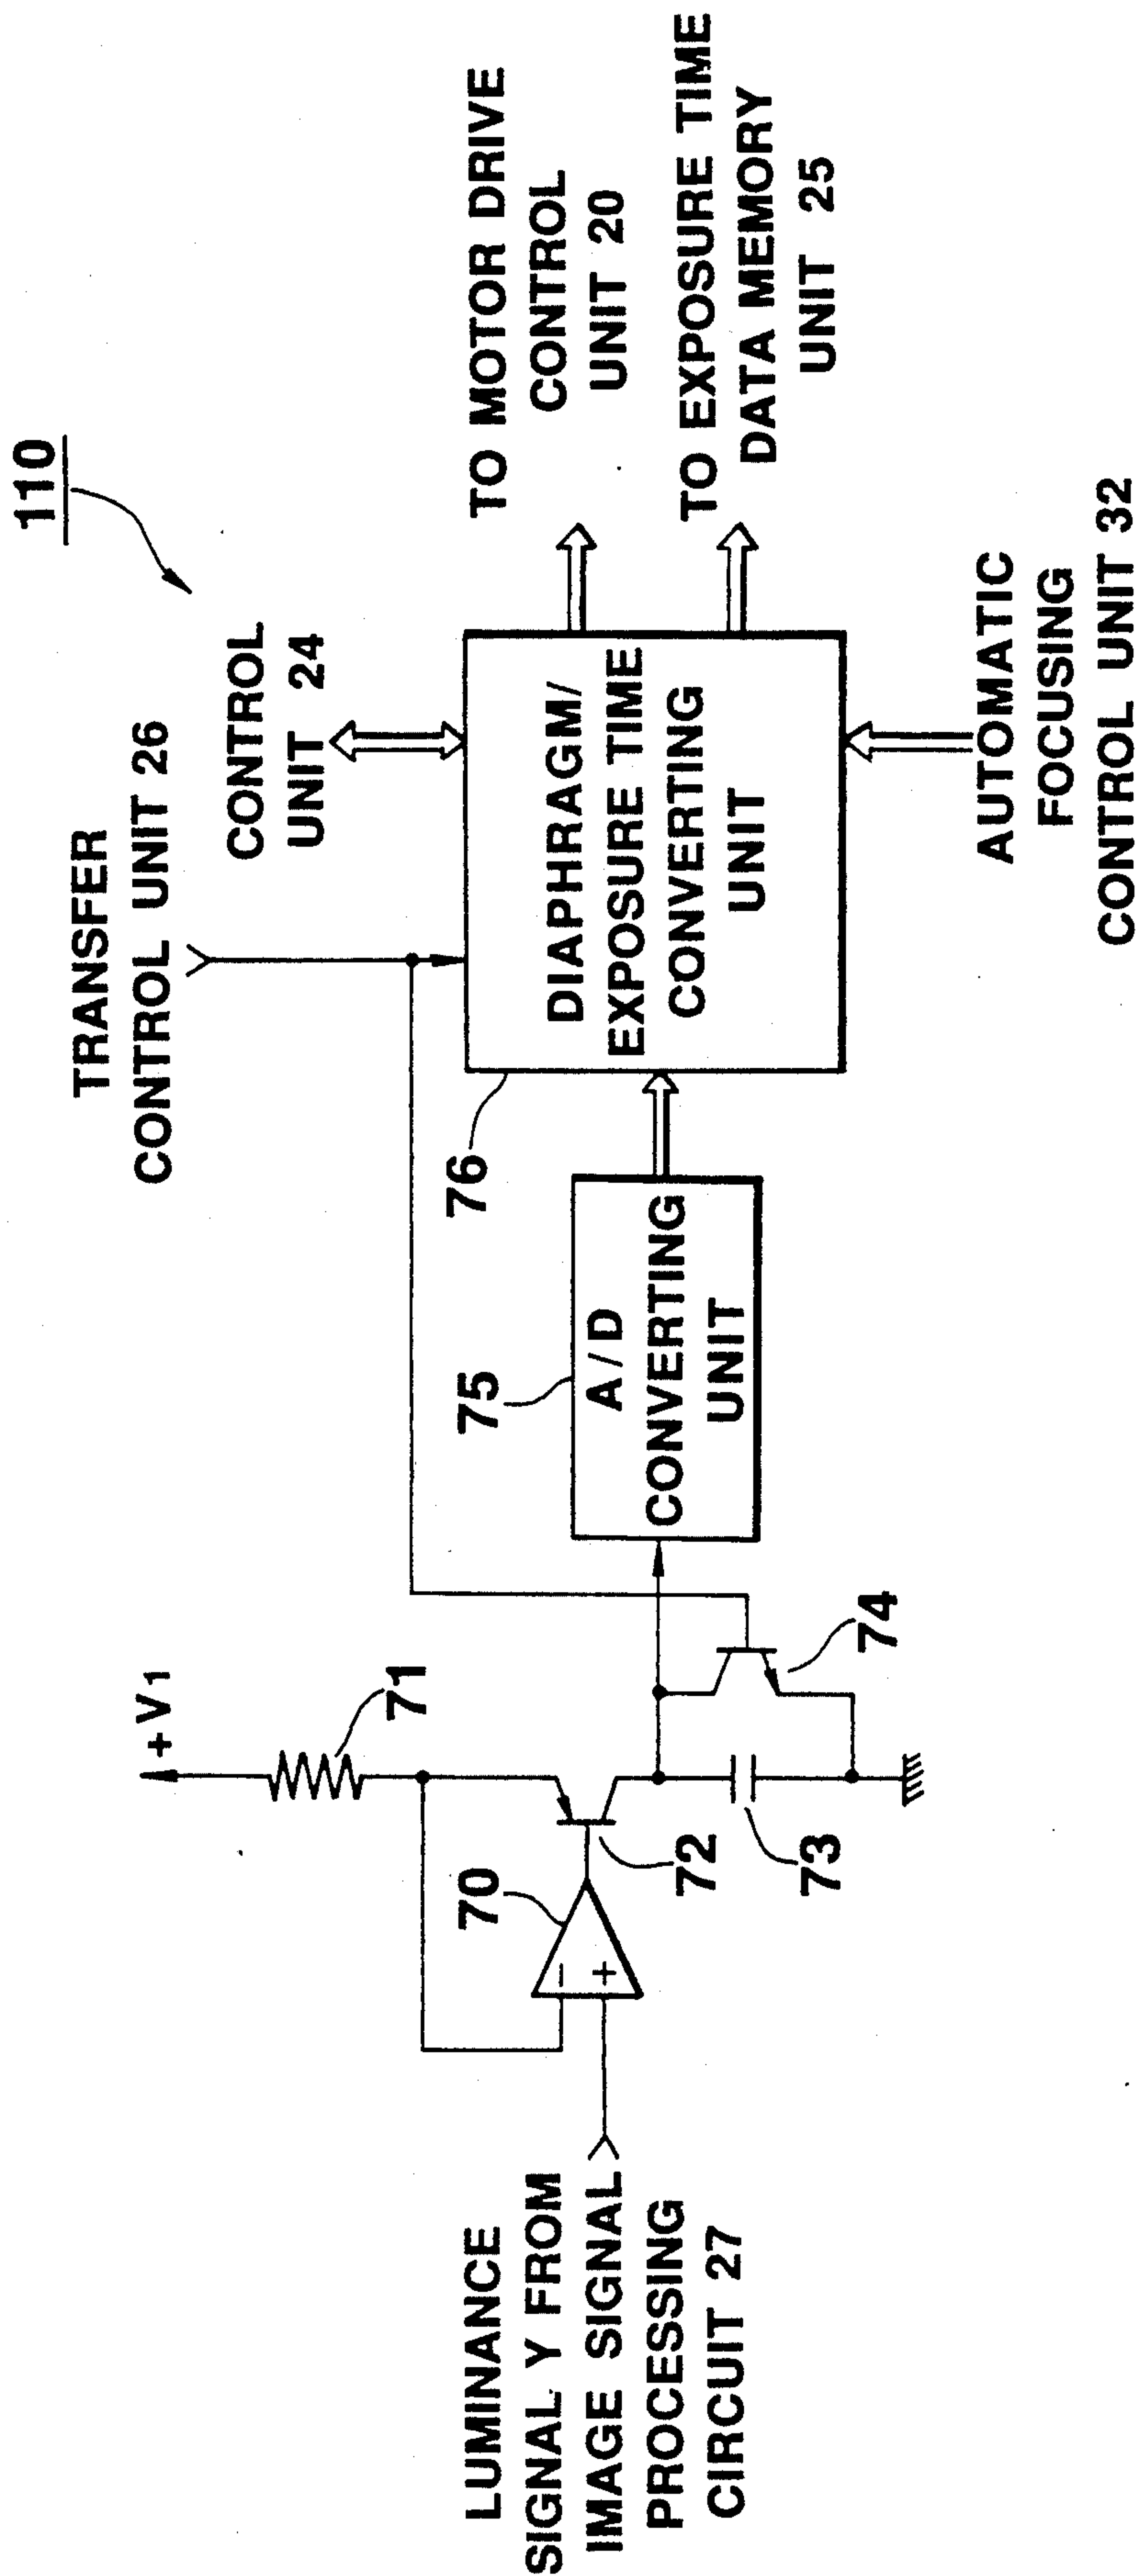 110
TRANSFER
CONTROL UNIT 26
CONTROL
UNIT 24
+V1
71
70
72
73
74
75
76
LUMINANCE
SIGNAL Y FROM
IMAGE SIGNAL
PROCESSING
CIRCUIT 27
−
+
A/D
CONVERTING
UNIT
DIAPHRAGM/
EXPOSURE TIME
CONVERTING
UNIT
TO MOTOR DRIVE
CONTROL
UNIT 20
TO EXPOSURE TIME
DATA MEMORY
UNIT 25
AUTOMATIC
FOCUSING
CONTROL UNIT 32